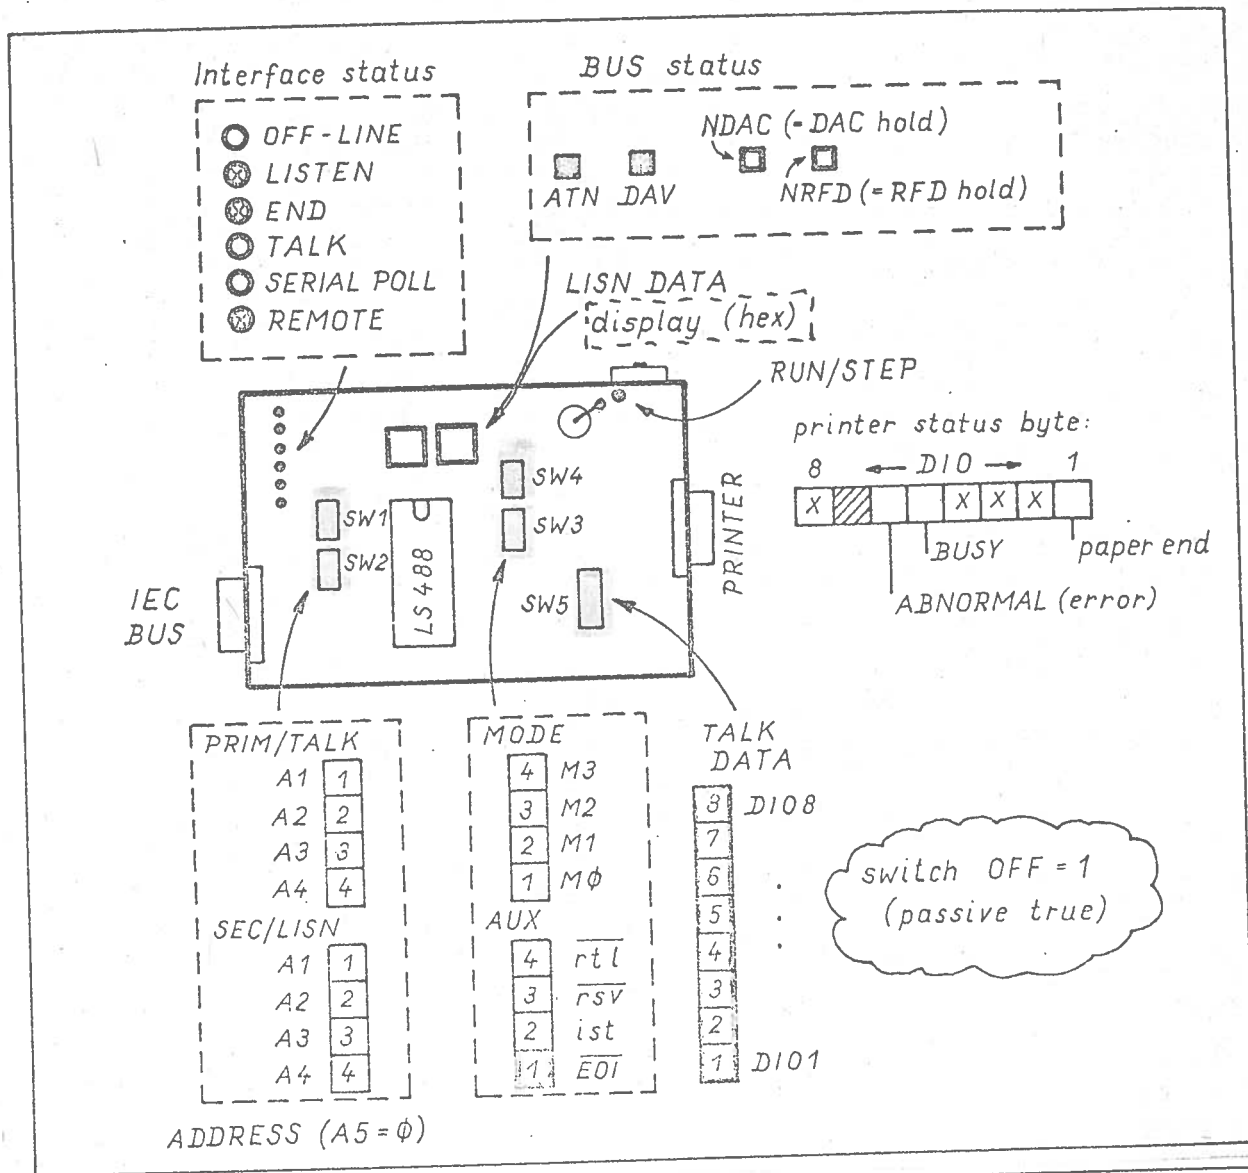 Interface status
OFF-LINE
LISTEN
END
TALK
SERIAL POLL
REMOTE
BUS status
NDAC (= DAC hold)
ATN DAV
NRFD (= RFD hold)
LISN DATA
display (hex)
RUN/STEP
printer status byte:
8 ← DIO → 1
X X X X
BUSY
paper end
ABNORMAL (error)
SW4
SW3
SW1
SW2
LS 488
SW5
PRINTER
IEC
BUS
PRIM/TALK
A1 1
A2 2
A3 3
A4 4
SEC/LISN
A1 1
A2 2
A3 3
A4 4
ADDRESS (A5=ϕ)
MODE
4 M3
3 M2
2 M1
1 Mϕ
AUX
4 r̅t̅l̅
3 r̅s̅v̅
2 ist
1 E̅O̅I̅
TALK
DATA
8 DIO8
7
6
5
4
3
2
1 DIO1
switch OFF = 1
(passive true)